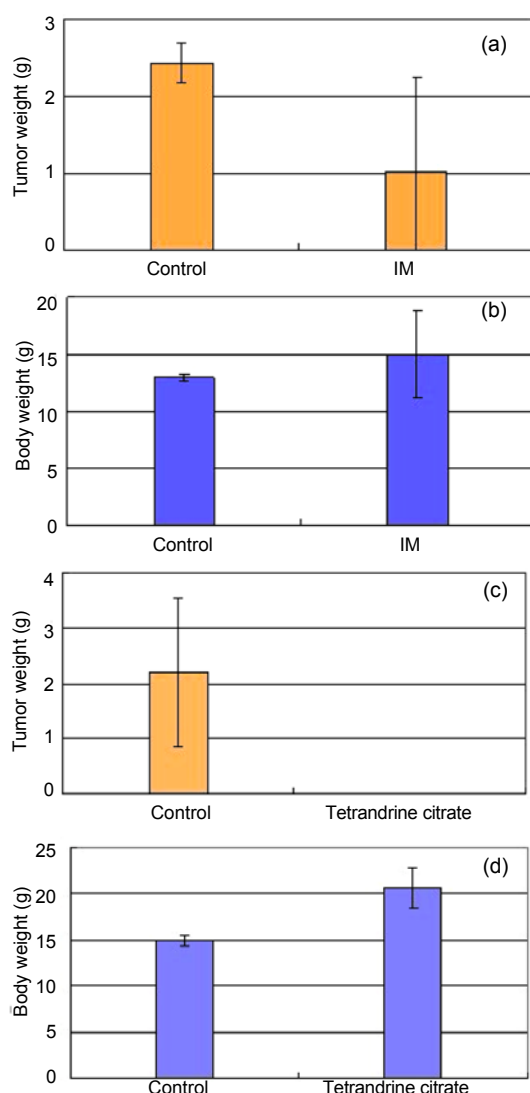 (a)
Tumor weight (g)
3
2
1
0
Control IM
(b)
Body weight (g)
20
15
10
5
0
Control IM
(c)
Tumor weight (g)
4
3
2
1
0
Control Tetrandrine citrate
(d)
Body weight (g)
25
20
15
10
5
0
Control Tetrandrine citrate